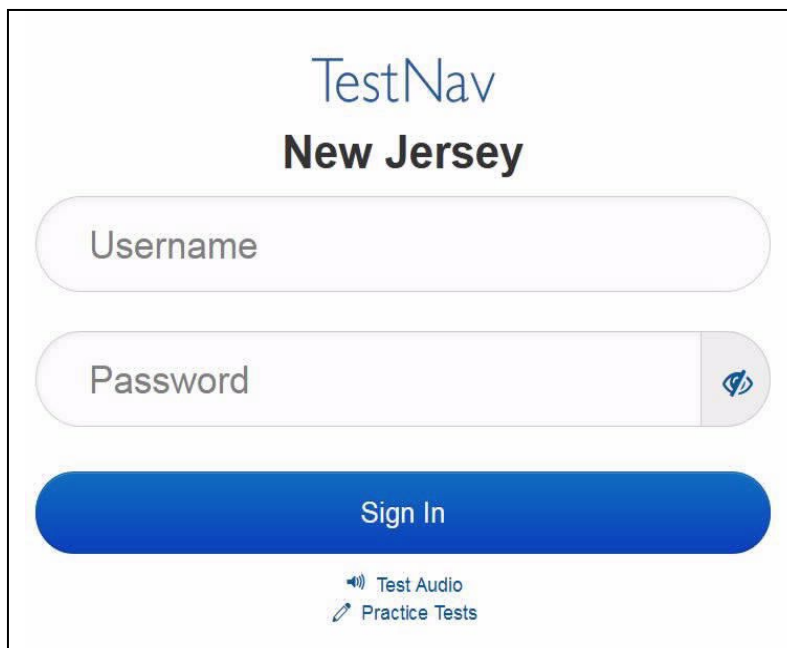 TestNav
New Jersey
Username
Password
Sign In
Test Audio
Practice Tests